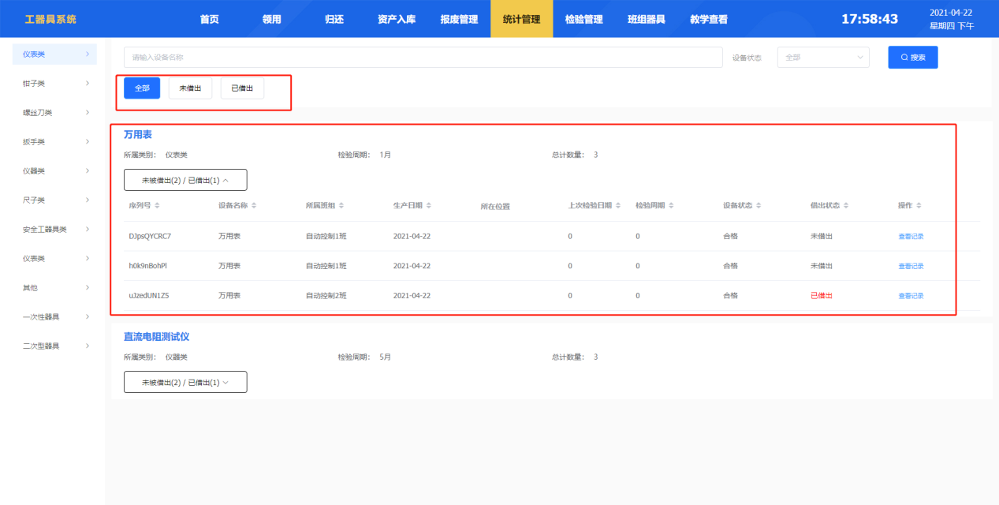 工器具系统 首页 领用 归还 资产入库 报废管理 统计管理 检验管理 班组器具 教学查看 17:58:43 2021-04-22
星期四 下午
仪表类
钳子类
螺丝刀类
扳手类
仪器类
尺子类
安全工器具类
仪表类
其他
一次性器具
二次型器具
请输入设备名称 设备状态 全部 搜索
全部 未借出 已借出
万用表
所属类别： 仪表类 检验周期： 1月 总计数量： 3
未被借出(2) / 已借出(1)
序列号 设备名称 所属班组 生产日期 所在位置 上次检验日期 检验周期 设备状态 借出状态 操作
DJpsQYCRC7 万用表 自动控制1班 2021-04-22 0 0 合格 未借出 查看记录
h0k9nBohPl 万用表 自动控制1班 2021-04-22 0 0 合格 未借出 查看记录
uJzedUN1Z5 万用表 自动控制2班 2021-04-22 0 0 合格 已借出 查看记录
直流电阻测试仪
所属类别： 仪器类 检验周期： 5月 总计数量： 3
未被借出(2) / 已借出(1)